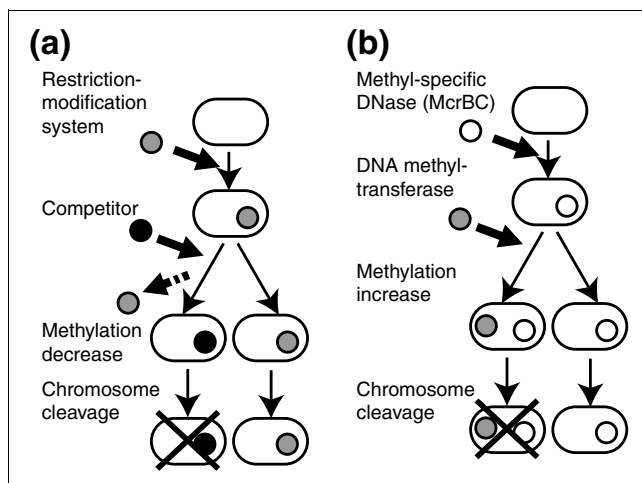 (a)
Restriction-
modification
system
Competitor
Methylation
decrease
Chromosome
cleavage
(b)
Methyl-specific
DNase (McrBC)
DNA methyl-
transferase
Methylation
increase
Chromosome
cleavage